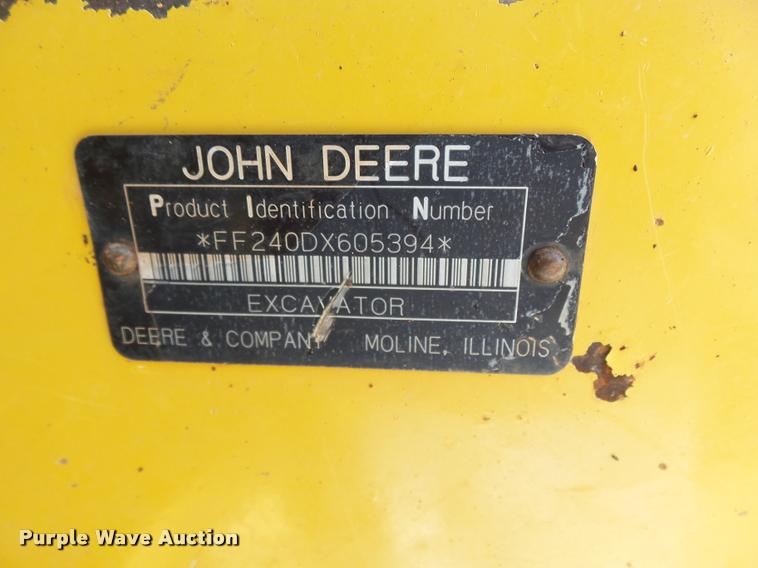 JOHN DEERE
Product Identification Number
*FF240DX605394*
EXCAVATOR
DEERE & COMPANY MOLINE, ILLINOIS
Purple Wave Auction